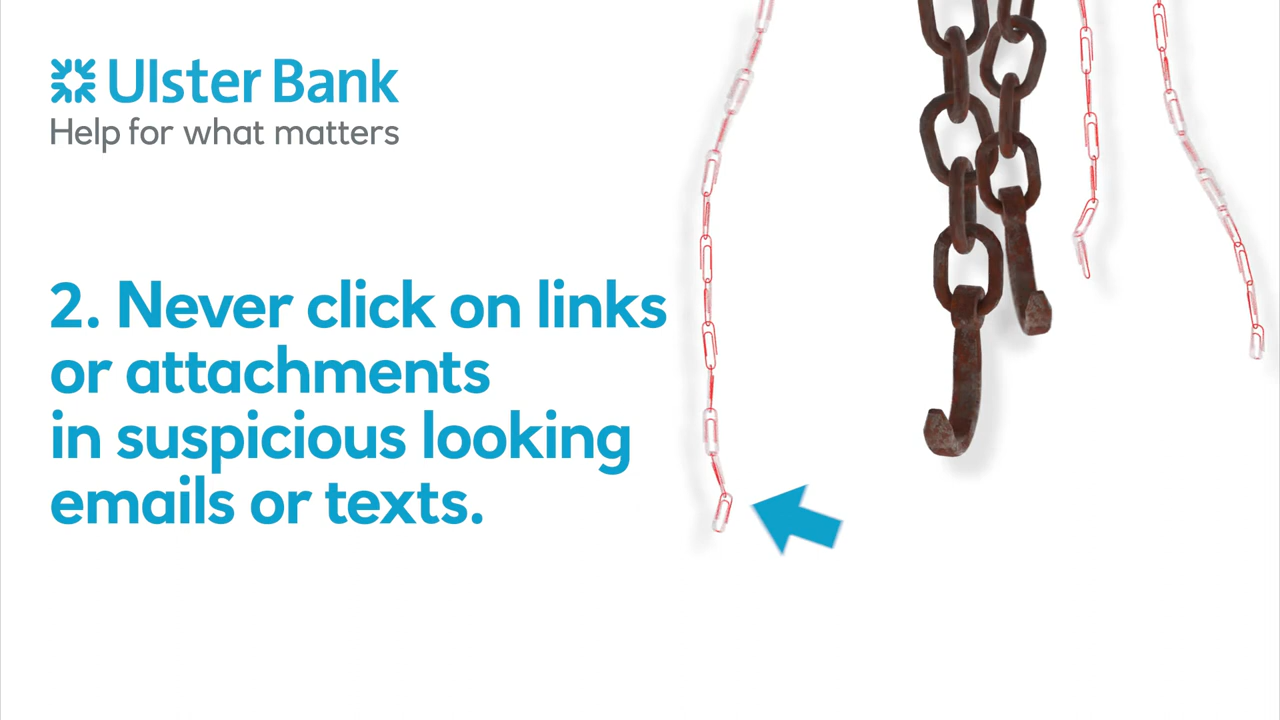 Ulster Bank
Help for what matters
2. Never click on links
or attachments
in suspicious looking
emails or texts.